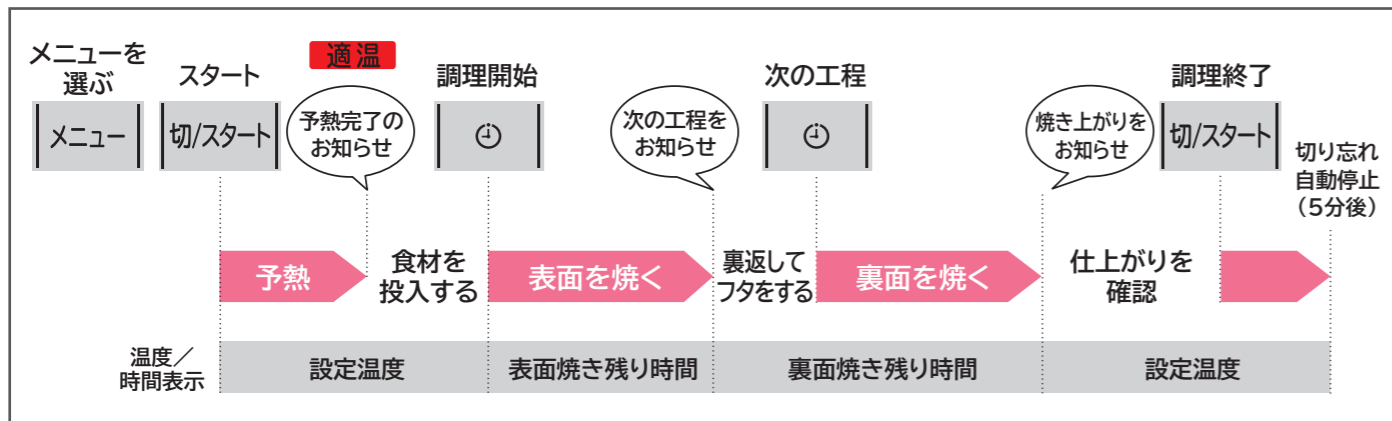 メニューを
選ぶ
メニュー
スタート
切/スタート
適温
予熱完了の
お知らせ
調理開始
次の工程を
お知らせ
次の工程
焼き上がりを
お知らせ
調理終了
切/スタート
切り忘れ
自動停止
(5分後)
予熱
食材を
投入する
表面を焼く
裏返して
フタをする
裏面を焼く
仕上がりを
確認
温度/
時間表示
設定温度
表面焼き残り時間
裏面焼き残り時間
設定温度